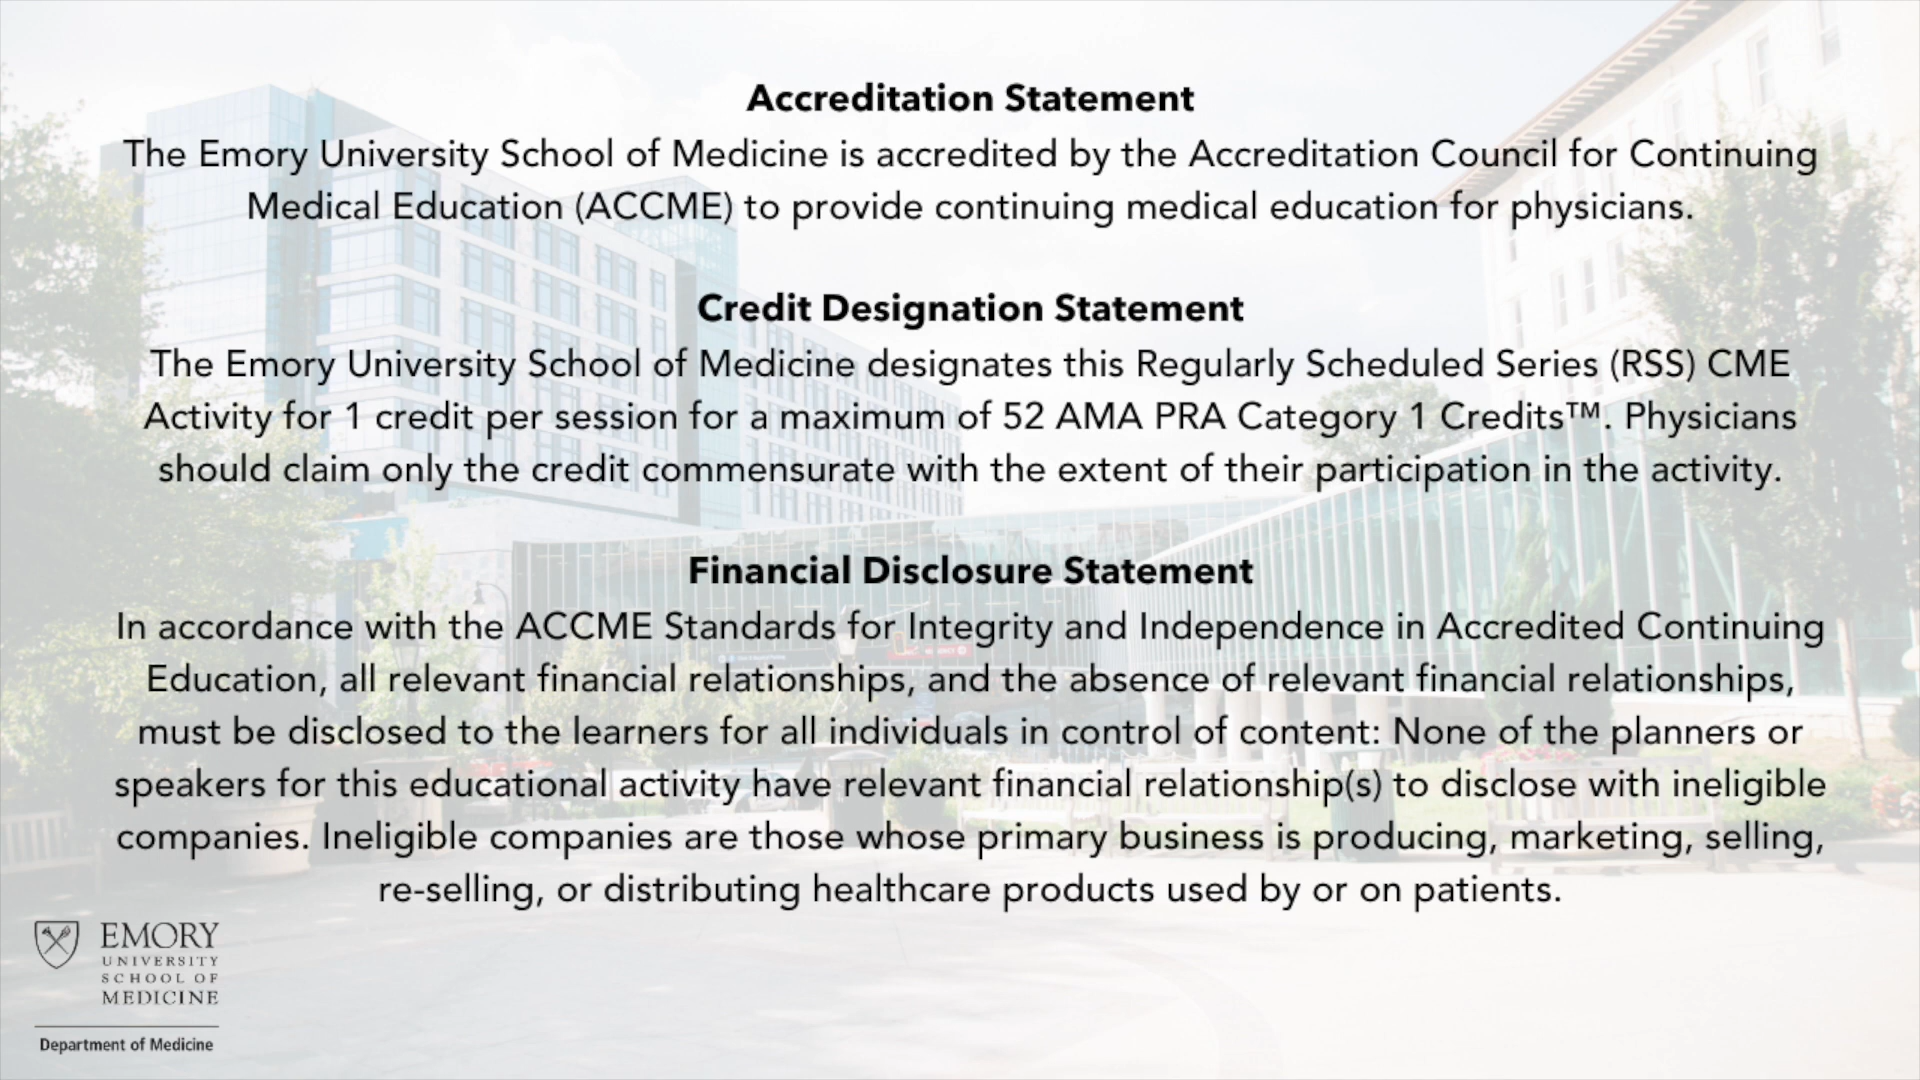 Accreditation Statement
The Emory University School of Medicine is accredited by the Accreditation Council for Continuing
Medical Education (ACCME) to provide continuing medical education for physicians.
Credit Designation Statement
The Emory University School of Medicine designates this Regularly Scheduled Series (RSS) CME
Activity for 1 credit per session for a maximum of 52 AMA PRA Category 1 Credits™. Physicians
should claim only the credit commensurate with the extent of their participation in the activity.
Financial Disclosure Statement
In accordance with the ACCME Standards for Integrity and Independence in Accredited Continuing
Education, all relevant financial relationships, and the absence of relevant financial relationships,
must be disclosed to the learners for all individuals in control of content: None of the planners or
speakers for this educational activity have relevant financial relationship(s) to disclose with ineligible
companies. Ineligible companies are those whose primary business is producing, marketing, selling,
re-selling, or distributing healthcare products used by or on patients.
EMORY
UNIVERSITY
SCHOOL OF
MEDICINE
Department of Medicine